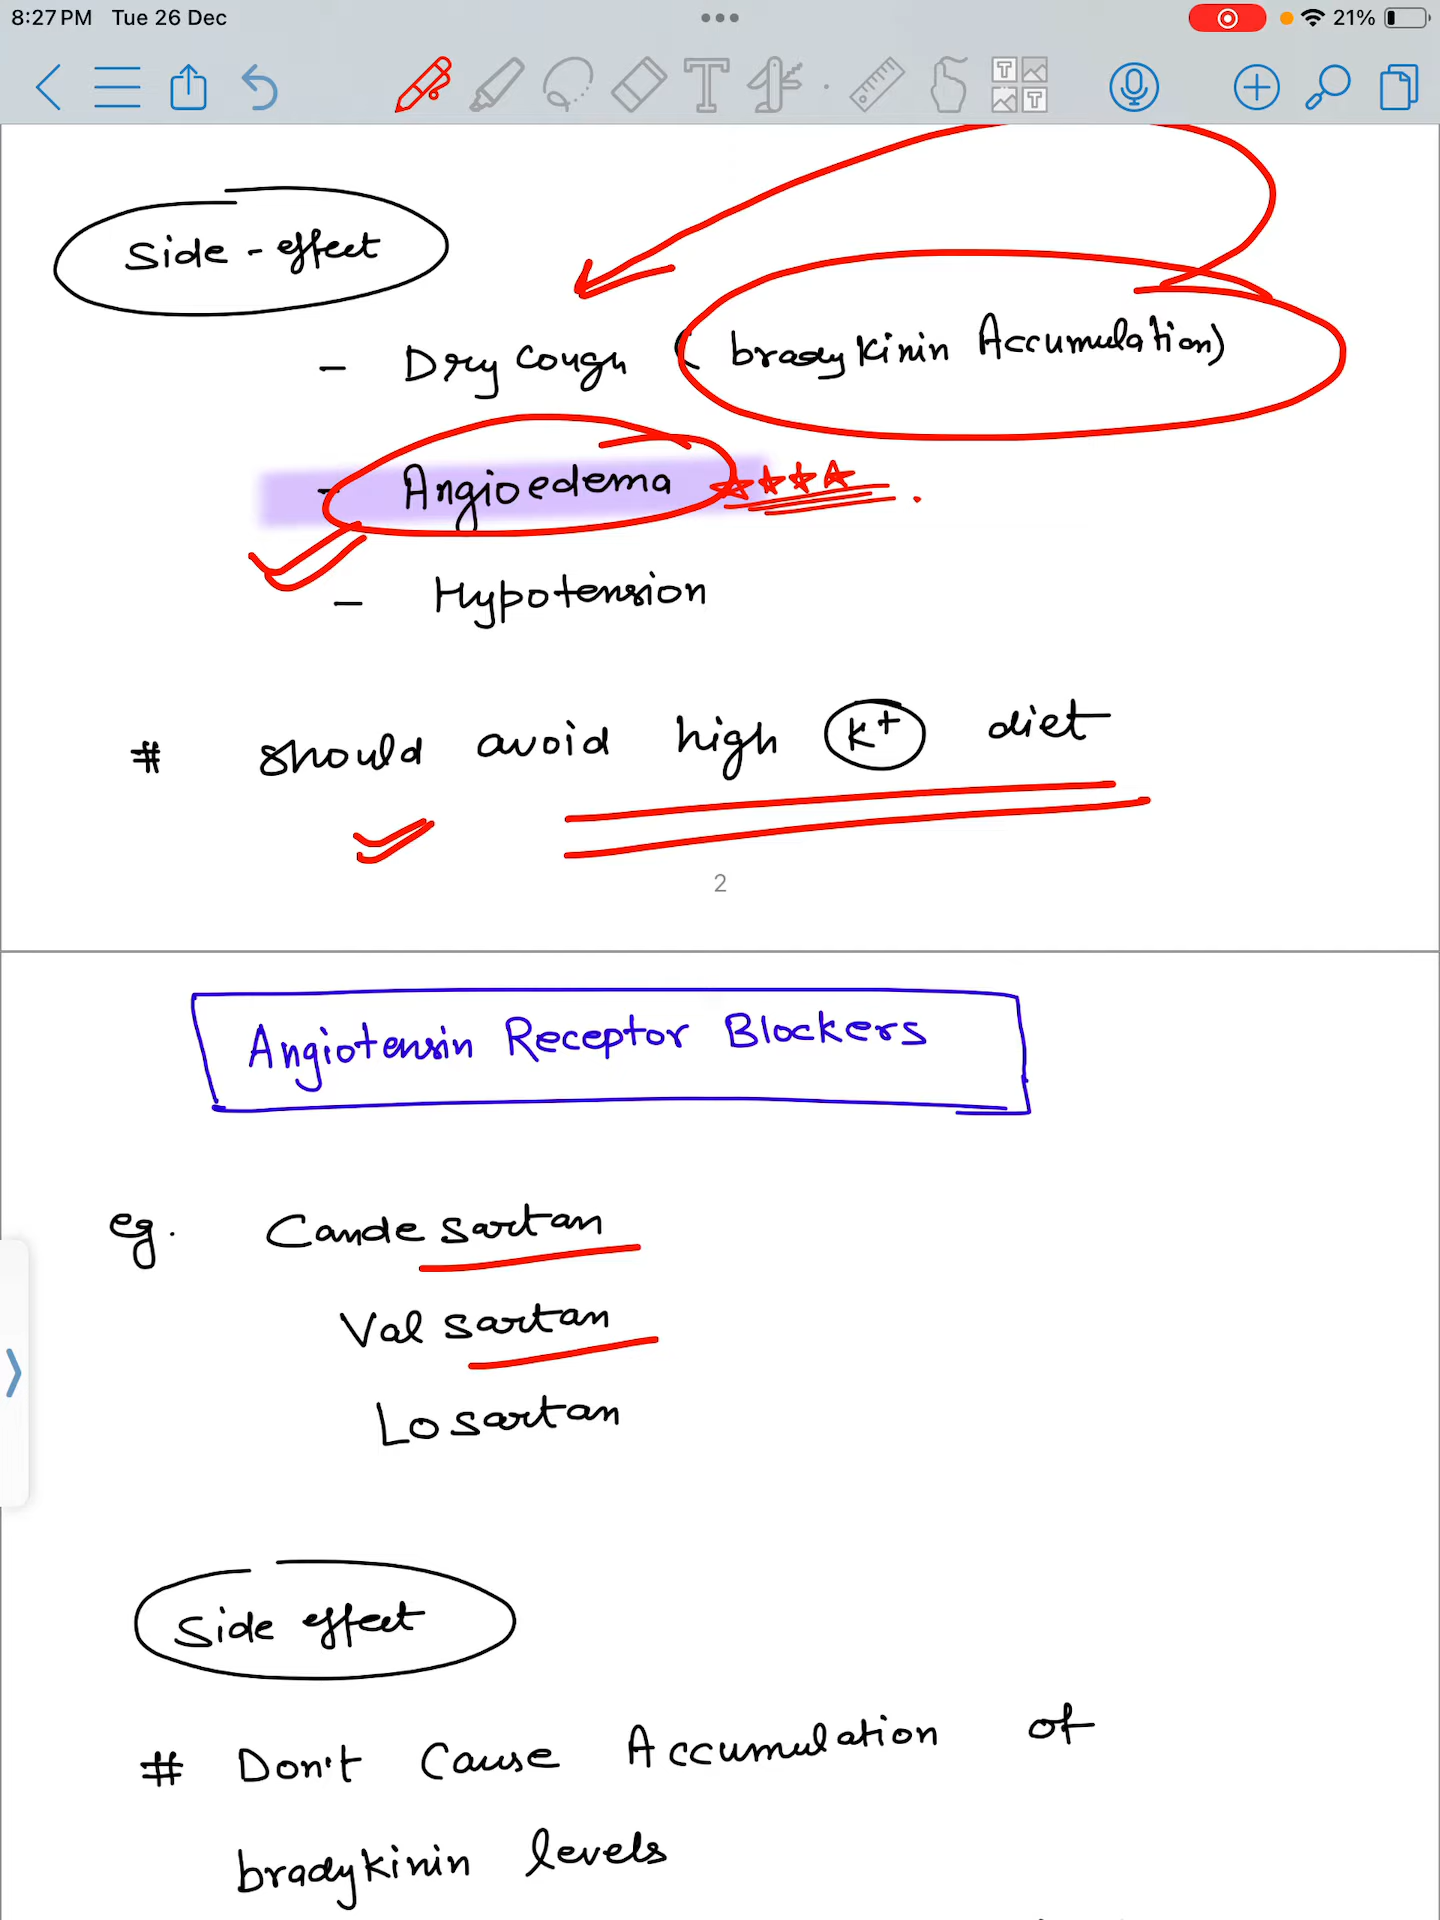 8:27 PM Tue 26 Dec
21%
Side-effect
- Dry cough (bradykinin Accumulation)
- Angioedema
- Hypotension
# should avoid high K+ diet
2
Angiotensin Receptor Blockers
eg. Candesartan
Valsartan
Losartan
Side effect
# Don't Cause Accumulation of
bradykinin levels